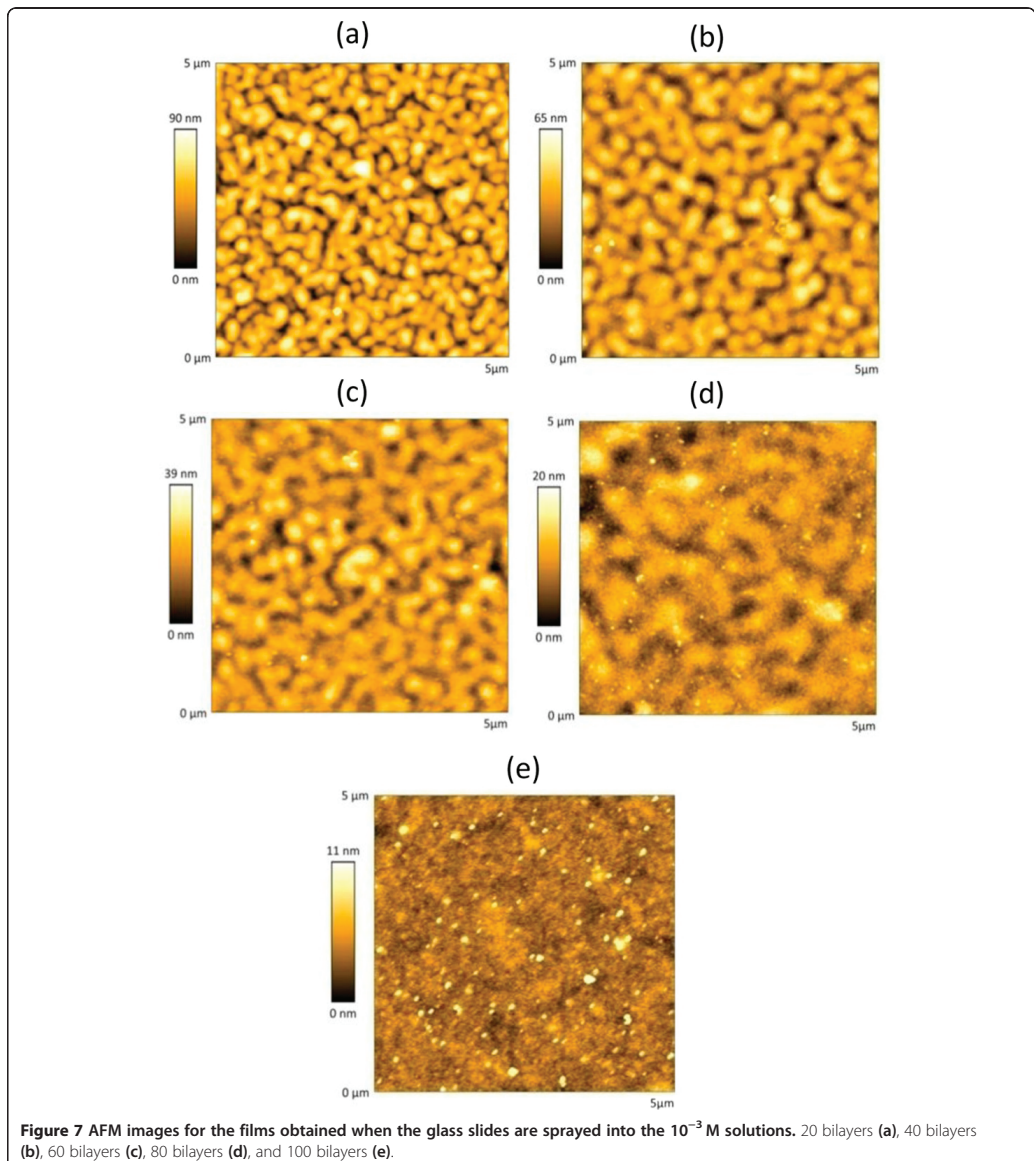 (a)
(b)
5 μm
90 nm
0 nm
0 μm
5μm
5 μm
65 nm
0 nm
0 μm
5μm
(c)
(d)
5 μm
39 nm
0 nm
0 μm
5μm
5 μm
20 nm
0 nm
0 μm
5μm
(e)
5 μm
11 nm
0 nm
0 μm
5μm
Figure 7 AFM images for the films obtained when the glass slides are sprayed into the 10⁻³ M solutions. 20 bilayers (a), 40 bilayers
(b), 60 bilayers (c), 80 bilayers (d), and 100 bilayers (e).